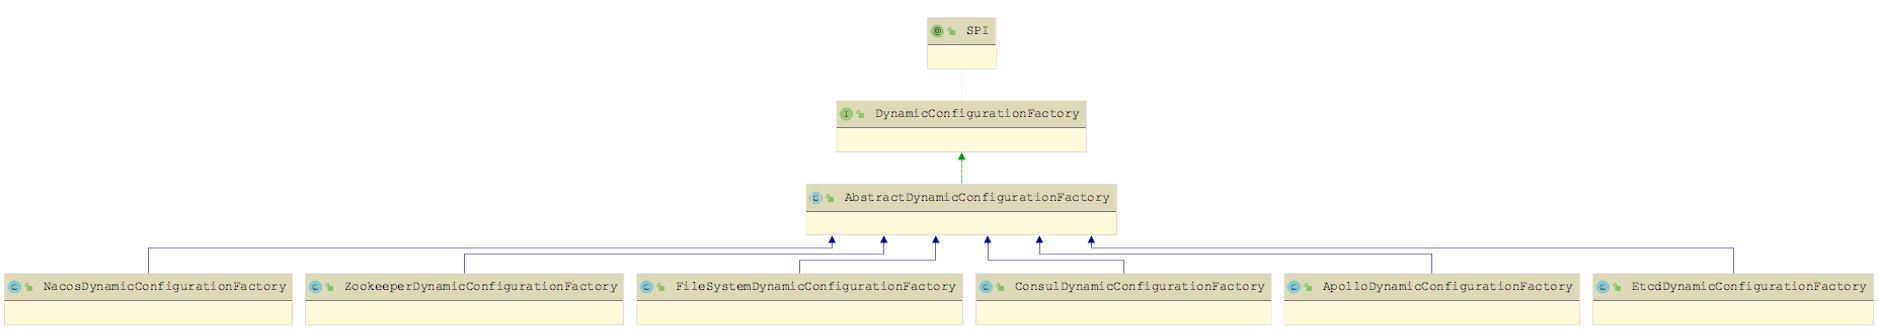 SPI
DynamicConfigurationFactory
AbstractDynamicConfigurationFactory
NacosDynamicConfigurationFactory
ZookeeperDynamicConfigurationFactory
FileSystemDynamicConfigurationFactory
ConsulDynamicConfigurationFactory
ApolloDynamicConfigurationFactory
EtcdDynamicConfigurationFactory